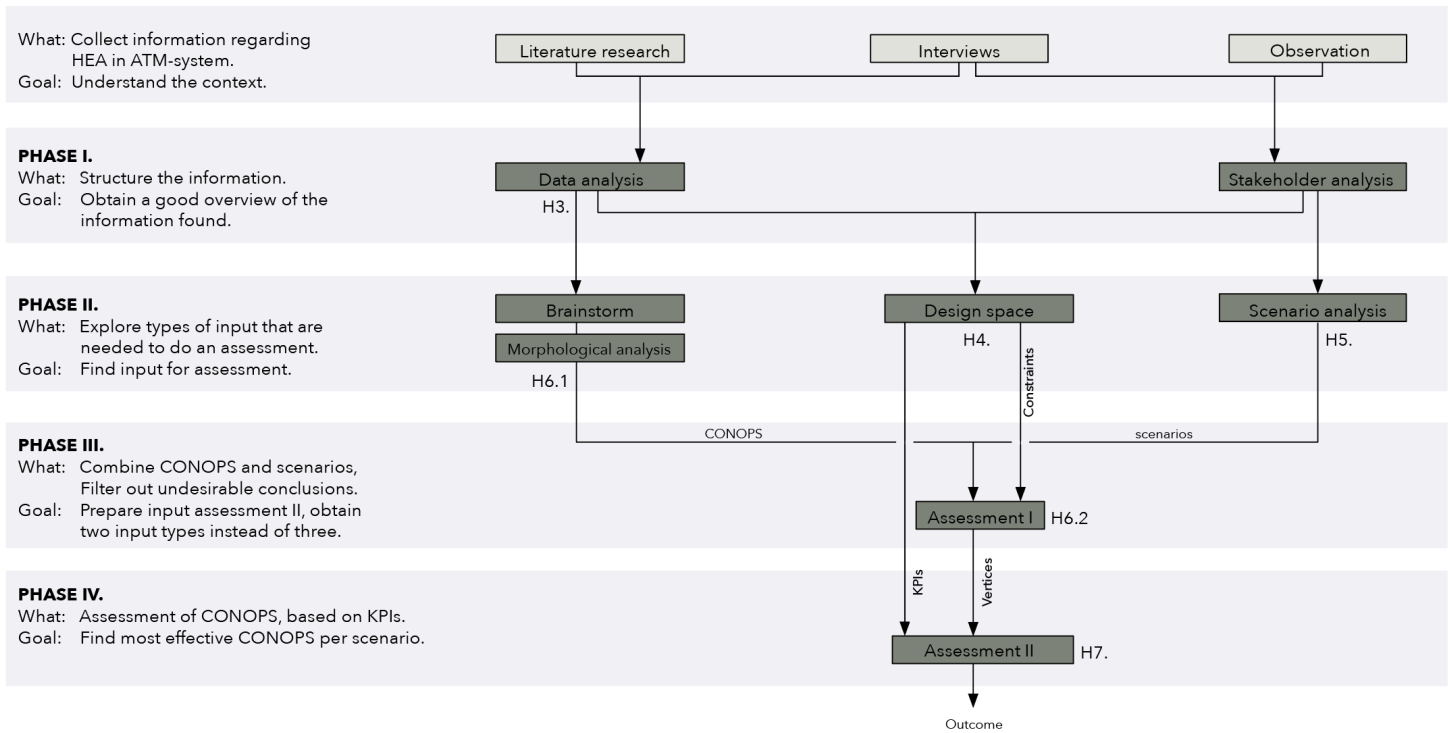 What: Collect information regarding
HEA in ATM-system.
Goal: Understand the context.
Literature research
Interviews
Observation
PHASE I.
What: Structure the information.
Goal: Obtain a good overview of the
information found.
Data analysis
Stakeholder analysis
H3.
PHASE II.
What: Explore types of input that are
needed to do an assessment.
Goal: Find input for assessment.
Brainstorm
Morphological analysis
H6.1
Design space
H4.
Constraints
Scenario analysis
H5.
PHASE III.
What: Combine CONOPS and scenarios,
Filter out undesirable conclusions.
Goal: Prepare input assessment II, obtain
two input types instead of three.
CONOPS
scenarios
Assessment I
H6.2
PHASE IV.
What: Assessment of CONOPS, based on KPIs.
Goal: Find most effective CONOPS per scenario.
KPIs
Vertices
Assessment II
H7.
Outcome